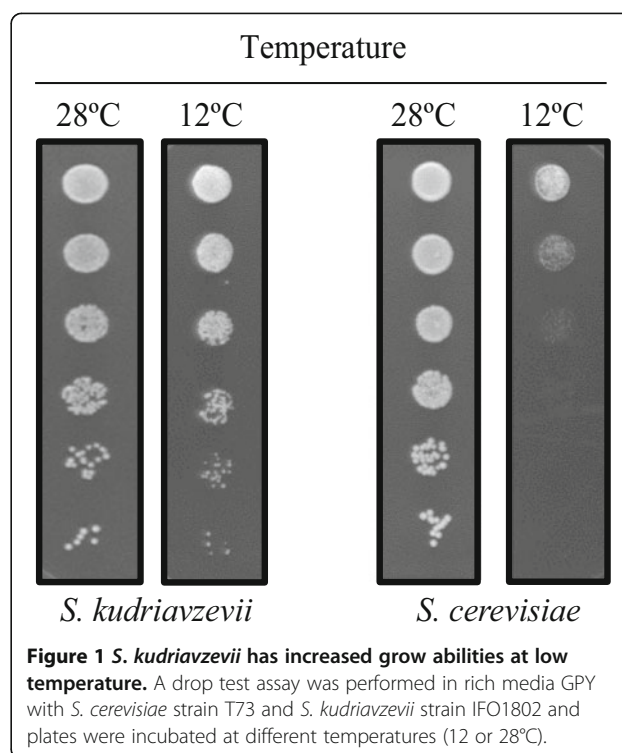 Temperature
28ºC 12ºC 28ºC 12ºC
S. kudriavzevii S. cerevisiae
Figure 1 S. kudriavzevii has increased grow abilities at low
temperature. A drop test assay was performed in rich media GPY
with S. cerevisiae strain T73 and S. kudriavzevii strain IFO1802 and
plates were incubated at different temperatures (12 or 28°C).